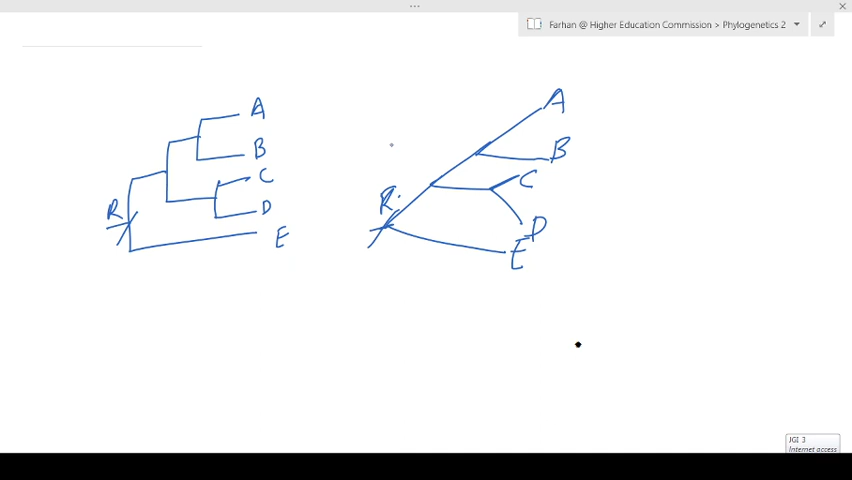 Farhan @ Higher Education Commission > Phylogenetics 2
A
B
C
D
E
R
A
B
C
D
E
R.
JGI 3
Internet access